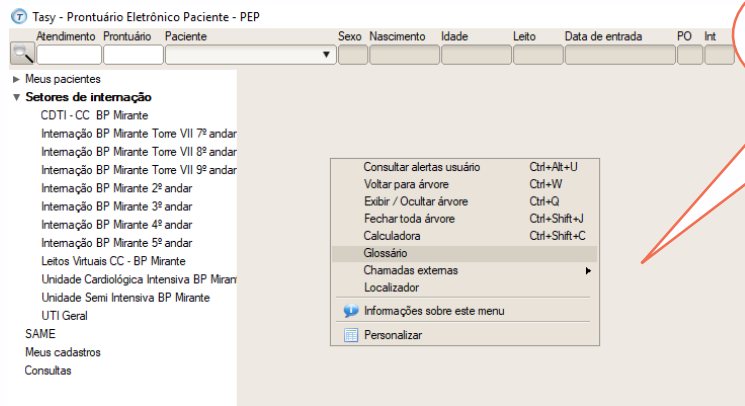 Tasy - Prontuário Eletrônico Paciente - PEP
Atendimento Prontuário Paciente Sexo Nascimento Idade Leito Data de entrada PO Int
Meus pacientes
Setores de internação
CDTI - CC BP Mirante
Internação BP Mirante Torre VII 7º andar
Internação BP Mirante Torre VII 8º andar
Internação BP Mirante Torre VII 9º andar
Internação BP Mirante 2º andar
Internação BP Mirante 3º andar
Internação BP Mirante 4º andar
Internação BP Mirante 5º andar
Leitos Virtuais CC - BP Mirante
Unidade Cardiológica Intensiva BP Miran
Unidade Semi Intensiva BP Mirante
UTI Geral
SAME
Meus cadastros
Consultas
Consultar alertas usuário Ctrl+Alt+U
Voltar para árvore Ctrl+W
Exibir / Ocultar árvore Ctrl+Q
Fechar toda árvore Ctrl+Shift+J
Calculadora Ctrl+Shift+C
Glossário
Chamadas externas
Localizador
Informações sobre este menu
Personalizar